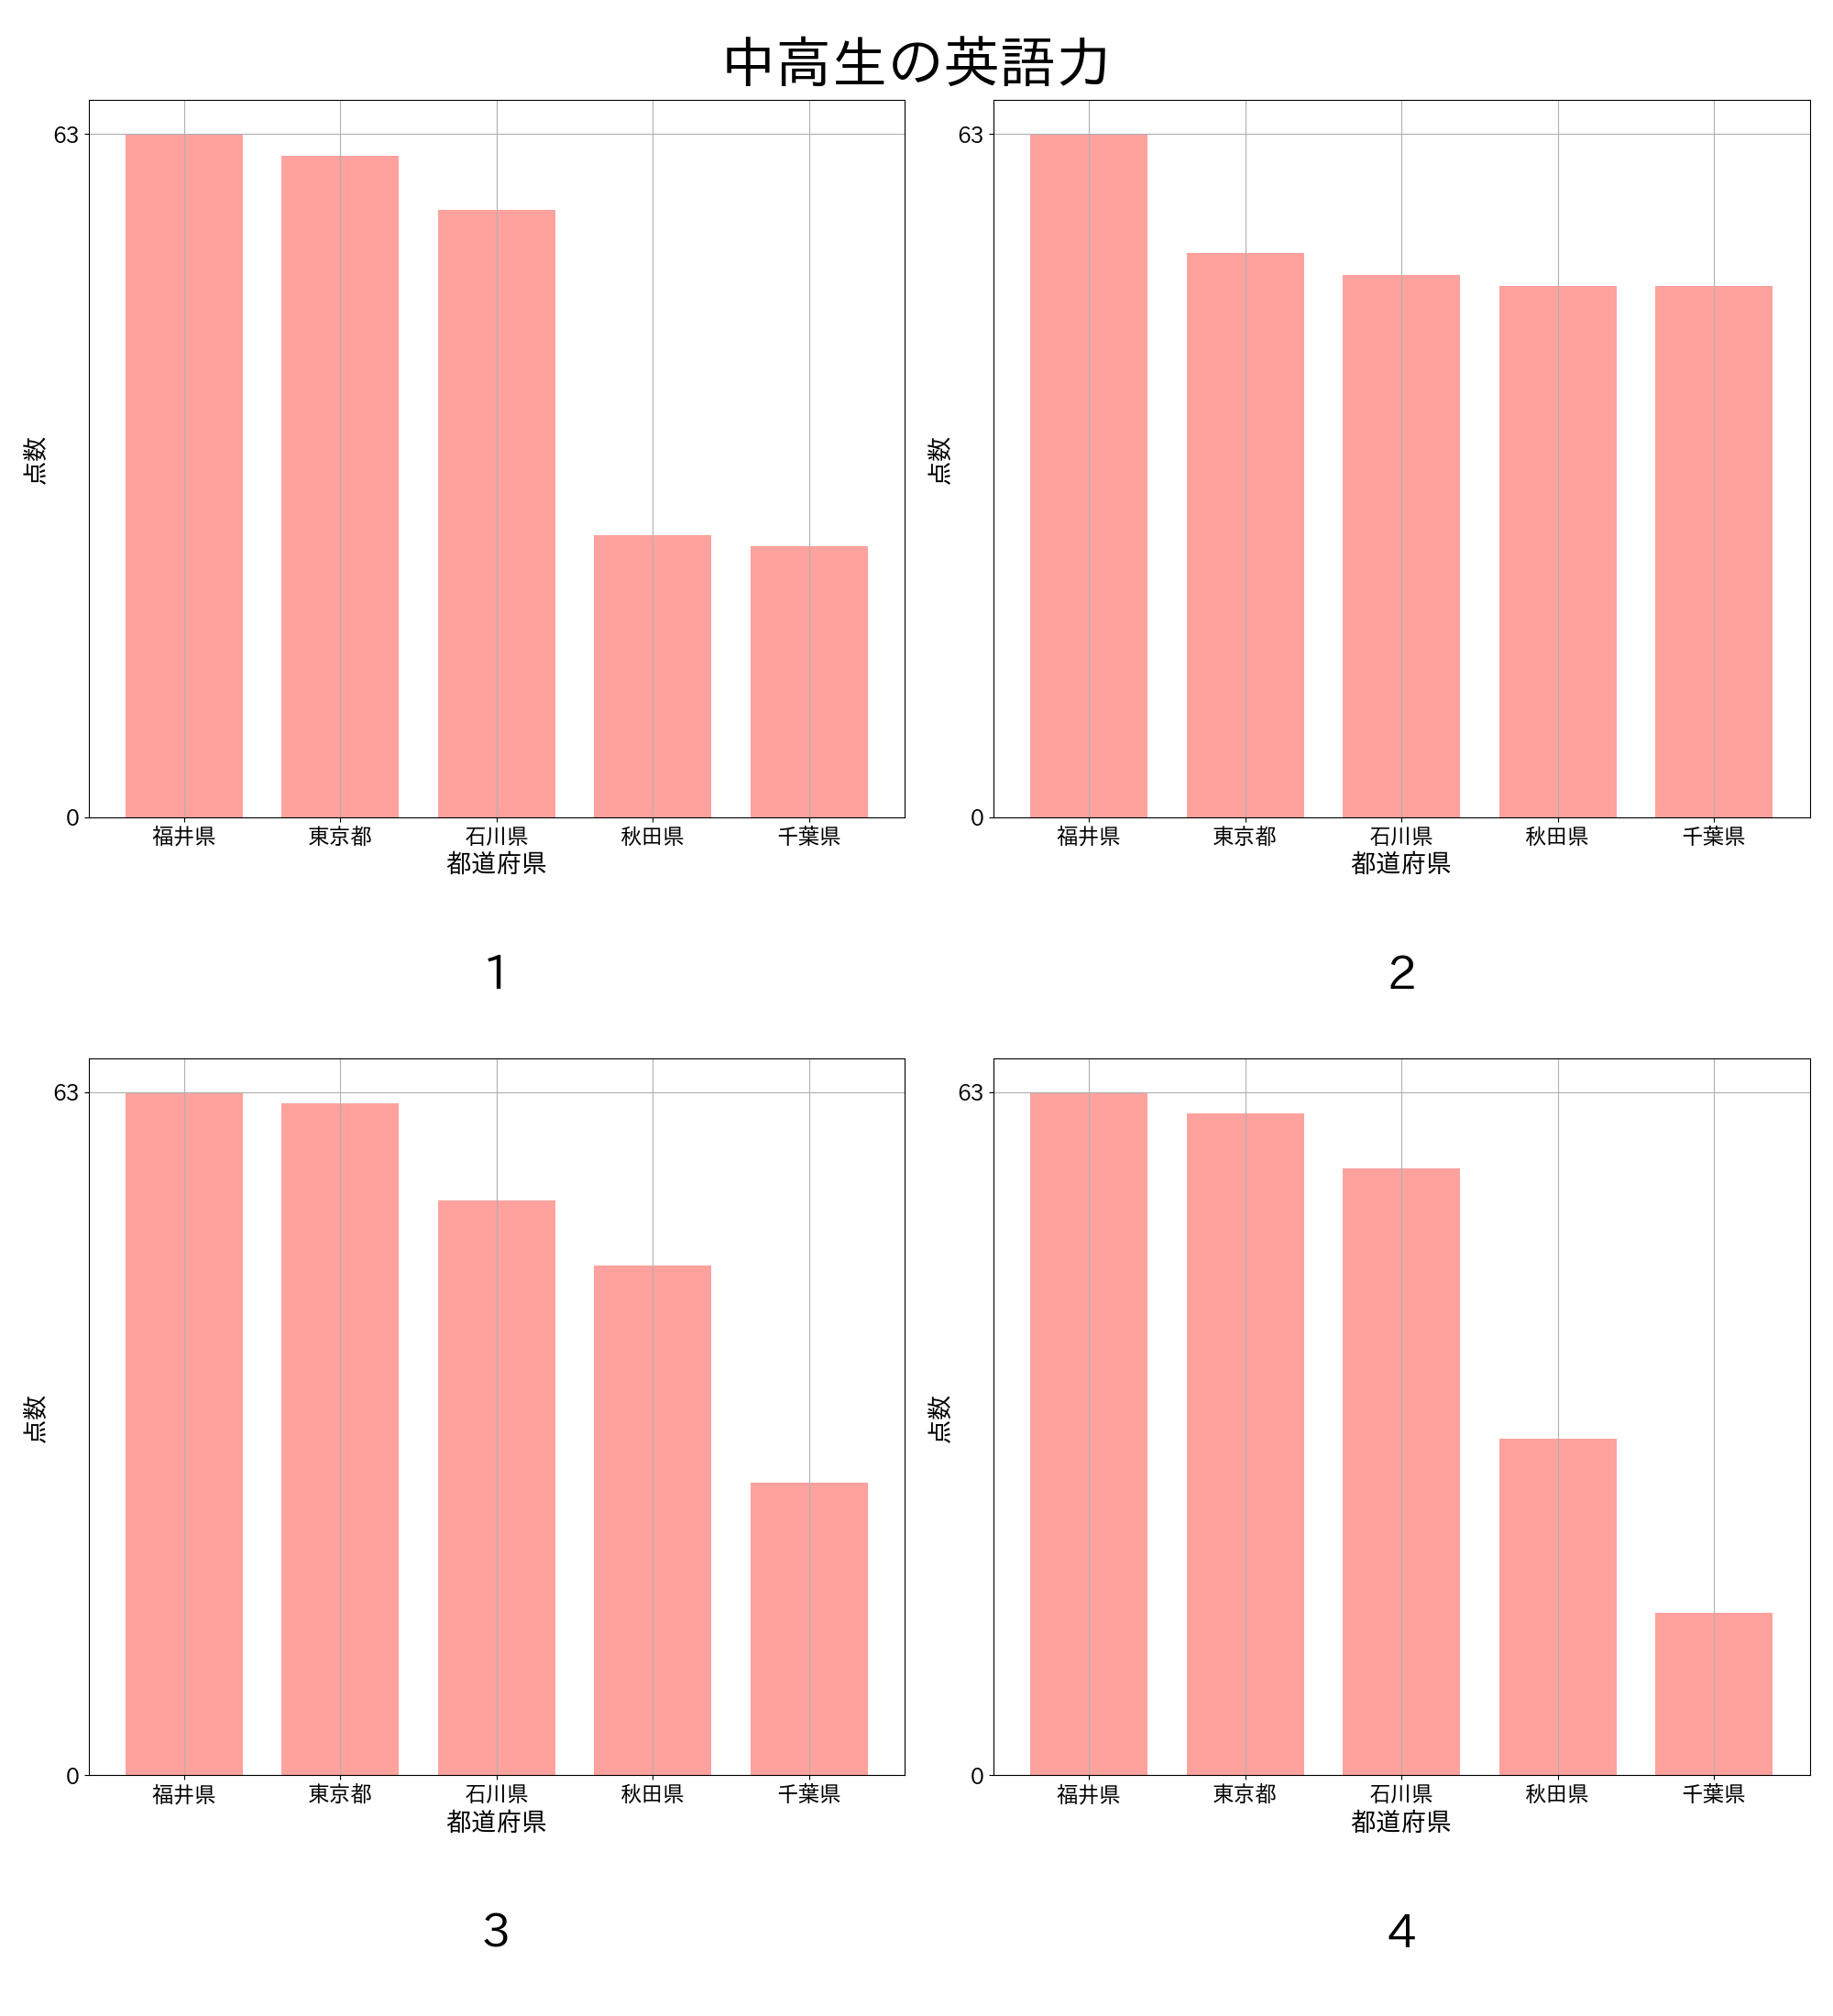 中高生の英語力
63
0
点数
福井県 東京都 石川県 秋田県 千葉県
都道府県
1
63
0
点数
福井県 東京都 石川県 秋田県 千葉県
都道府県
2
63
0
点数
福井県 東京都 石川県 秋田県 千葉県
都道府県
3
63
0
点数
福井県 東京都 石川県 秋田県 千葉県
都道府県
4